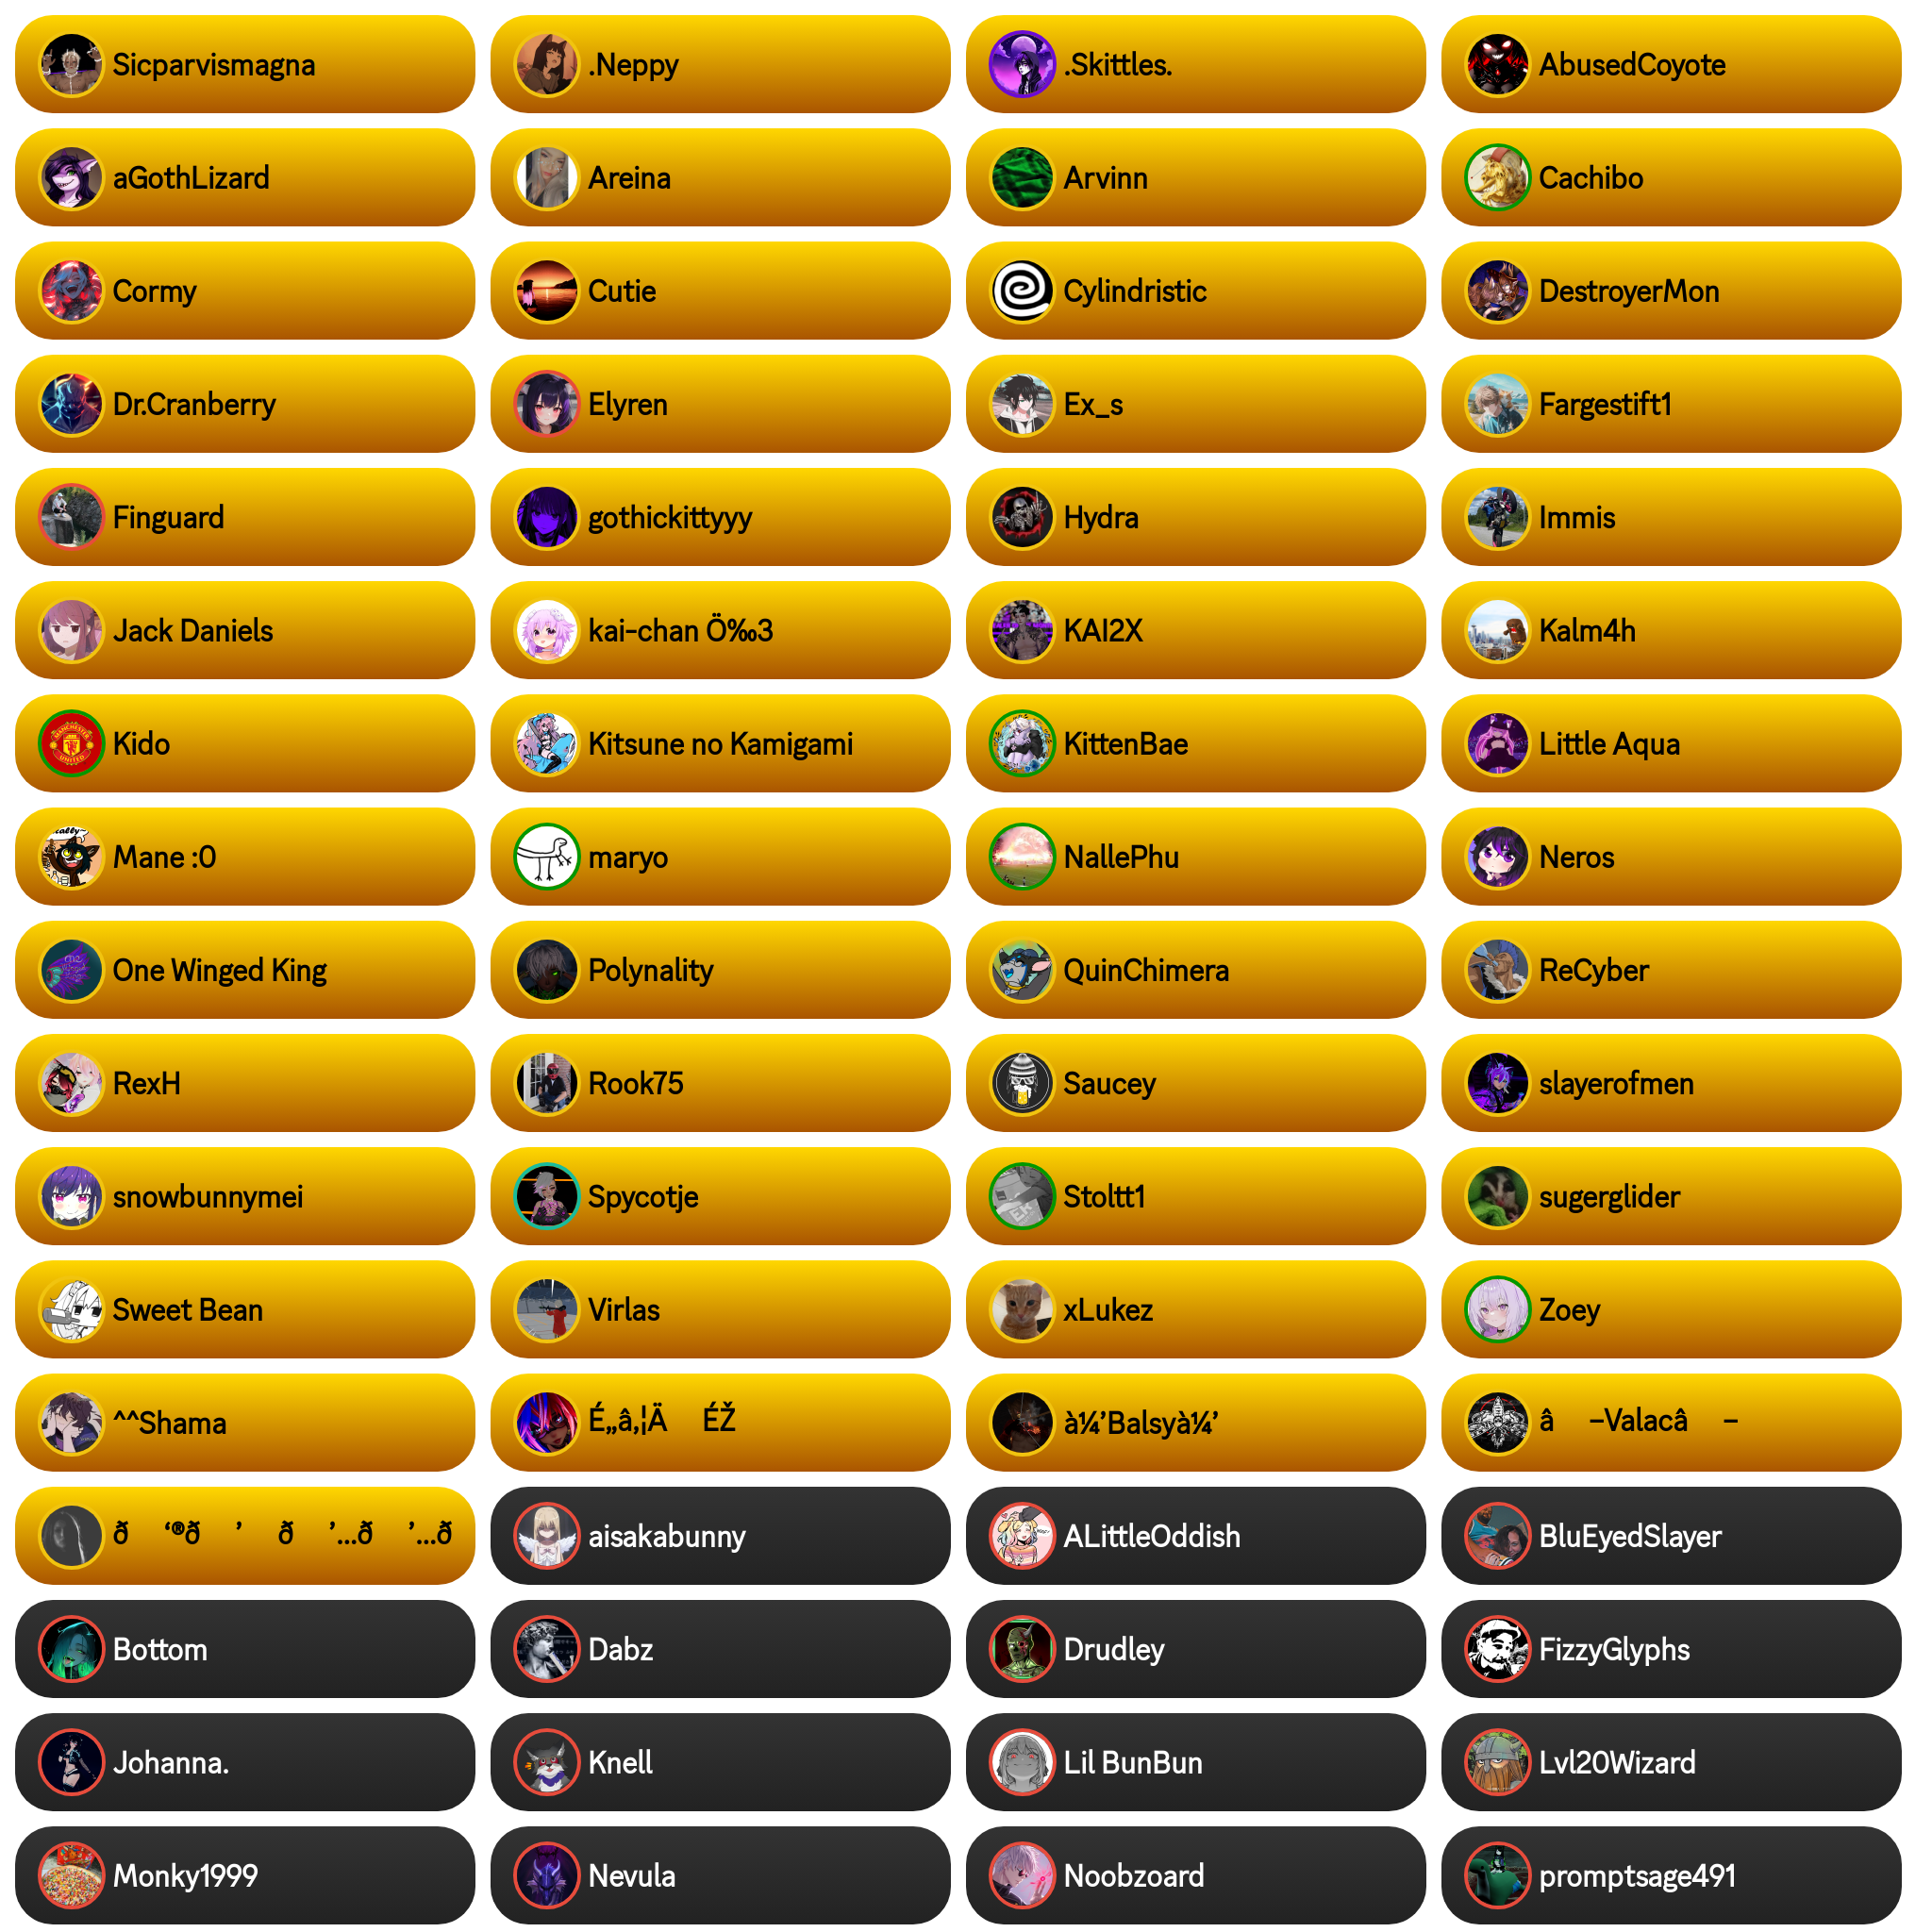 Sicparvismagna
.Neppy
.Skittles.
AbusedCoyote
aGothLizard
Areina
Arvinn
Cachibo
Cormy
Cutie
Cylindristic
DestroyerMon
Dr.Cranberry
Elyren
Ex_s
Fargestift1
Finguard
gothickittyyy
Hydra
Immis
Jack Daniels
kai-chan Ö‰3
KAI2X
Kalm4h
Kido
Kitsune no Kamigami
KittenBae
Little Aqua
Mane :0
maryo
NallePhu
Neros
One Winged King
Polynality
QuinChimera
ReCyber
RexH
Rook75
Saucey
slayerofmen
snowbunnymei
Spycotje
Stoltt1
sugerglider
Sweet Bean
Virlas
xLukez
Zoey
^^Shama
É„â‚¦Ä ÉŽ
à¼’Balsyà¼’
â –Valacâ –
ð ‘®ð ’ ð ’…ð ’…ð
aisakabunny
ALittleOddish
BluEyedSlayer
Bottom
Dabz
Drudley
FizzyGlyphs
Johanna.
Knell
Lil BunBun
Lvl20Wizard
Monky1999
Nevula
Noobzoard
promptsage491